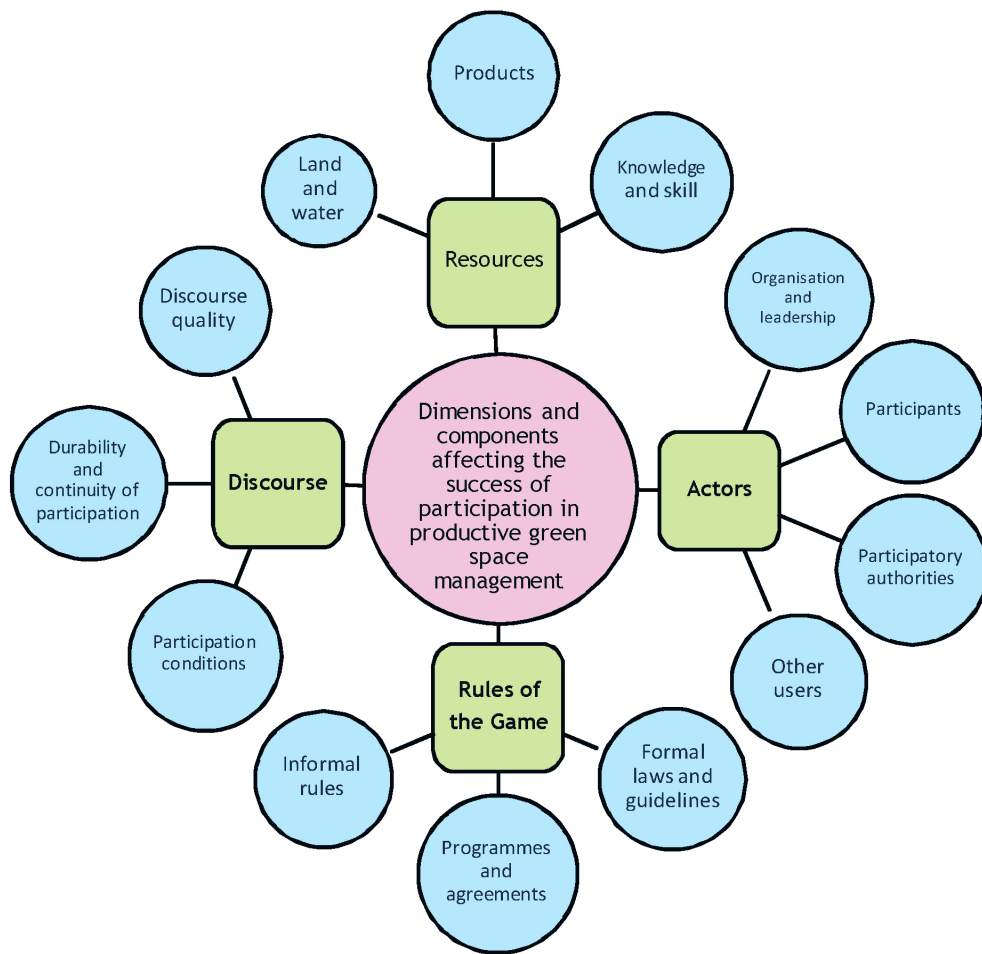 Products
Land
and
water
Knowledge
and skill
Resources
Organisation
and
leadership
Discourse
quality
Participants
Dimensions and
components
affecting the
success of
participation in
productive green
space
management
Durability
and
continuity of
participation
Discourse
Actors
Participatory
authorities
Participation
conditions
Other
users
Rules of
the Game
Informal
rules
Formal
laws and
guidelines
Programmes
and
agreements